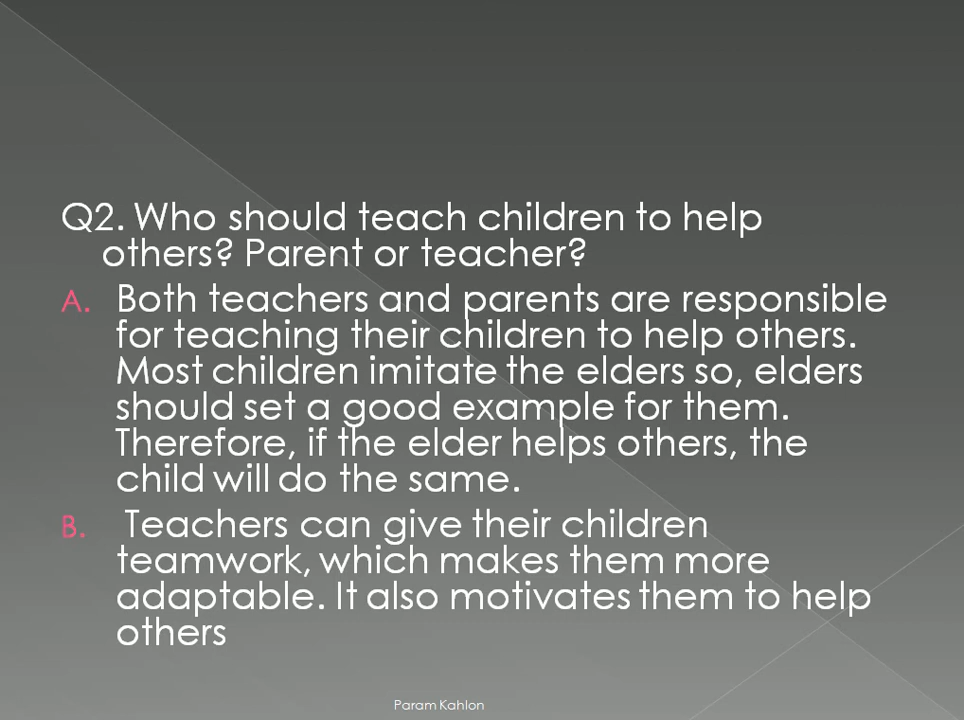 Q2. Who should teach children to help
others? Parent or teacher?
A. Both teachers and parents are responsible
for teaching their children to help others.
Most children imitate the elders so, elders
should set a good example for them.
Therefore, if the elder helps others, the
child will do the same.
B. Teachers can give their children
teamwork, which makes them more
adaptable. It also motivates them to help
others
Param Kahlon